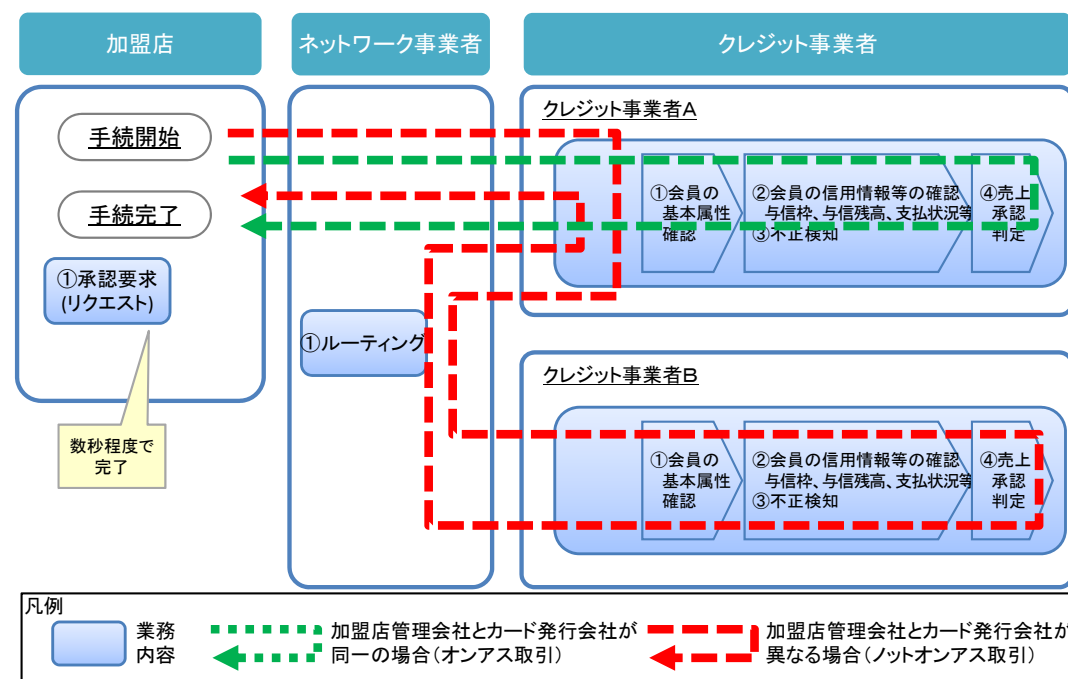 加盟店
ネットワーク事業者
クレジット事業者
手続開始
手続完了
①承認要求
(リクエスト)
数秒程度で
完了
①ルーティング
クレジット事業者A
①会員の
基本属性
確認
②会員の信用情報等の確認
与信枠、与信残高、支払状況等
③不正検知
④売上
承認
判定
クレジット事業者B
①会員の
基本属性
確認
②会員の信用情報等の確認
与信枠、与信残高、支払状況等
③不正検知
④売上
承認
判定
凡例
業務
内容
加盟店管理会社とカード発行会社が
同一の場合(オンアス取引)
加盟店管理会社とカード発行会社が
異なる場合(ノットオンアス取引)